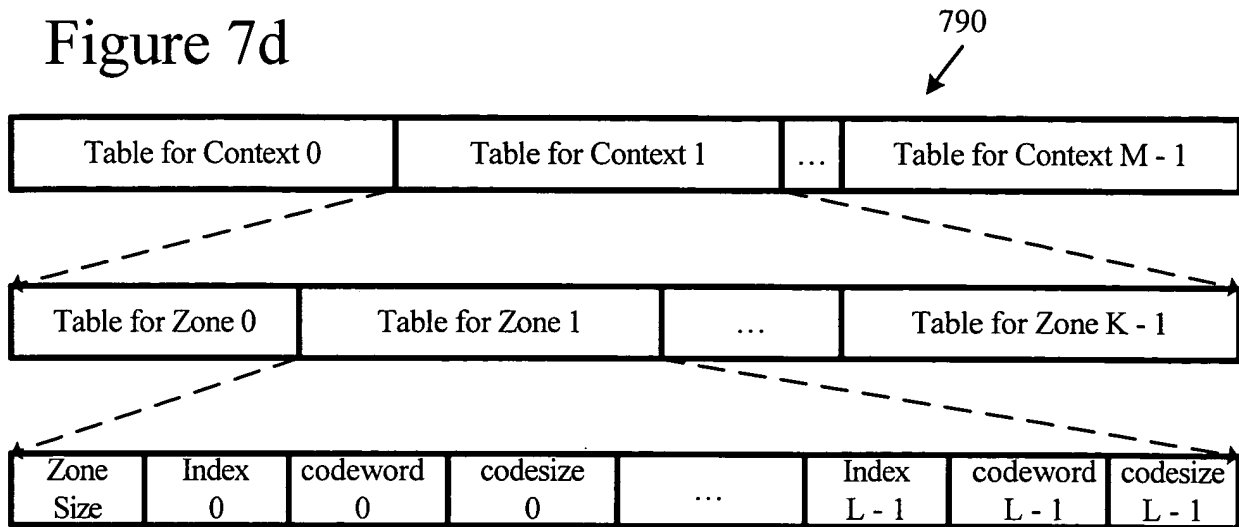 Figure 7d
790
Table for Context 0 Table for Context 1 ... Table for Context M - 1
Table for Zone 0 Table for Zone 1 ... Table for Zone K - 1
Zone Index codeword codesize ... Index codeword codesize
Size 0 0 0 L - 1 L - 1 L - 1